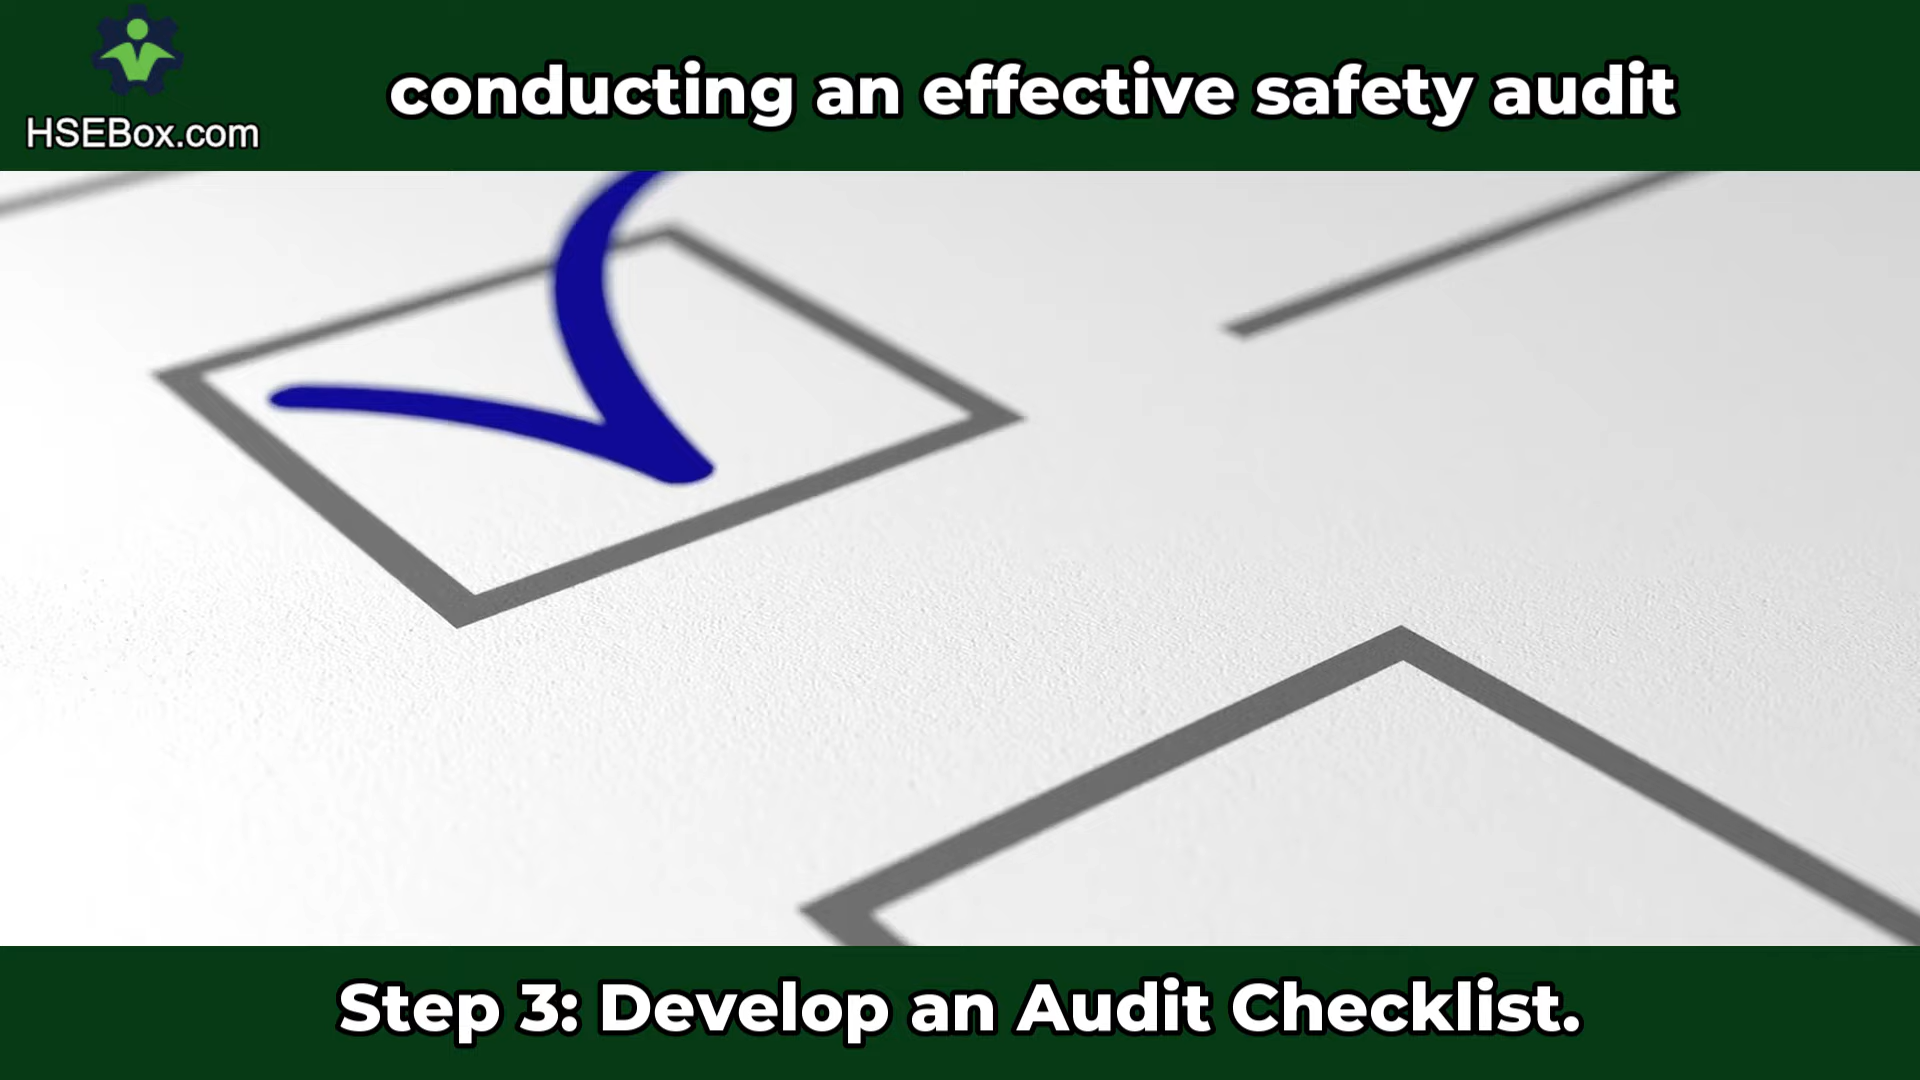 conducting an effective safety audit
HSEBox.com
Step 3: Develop an Audit Checklist.